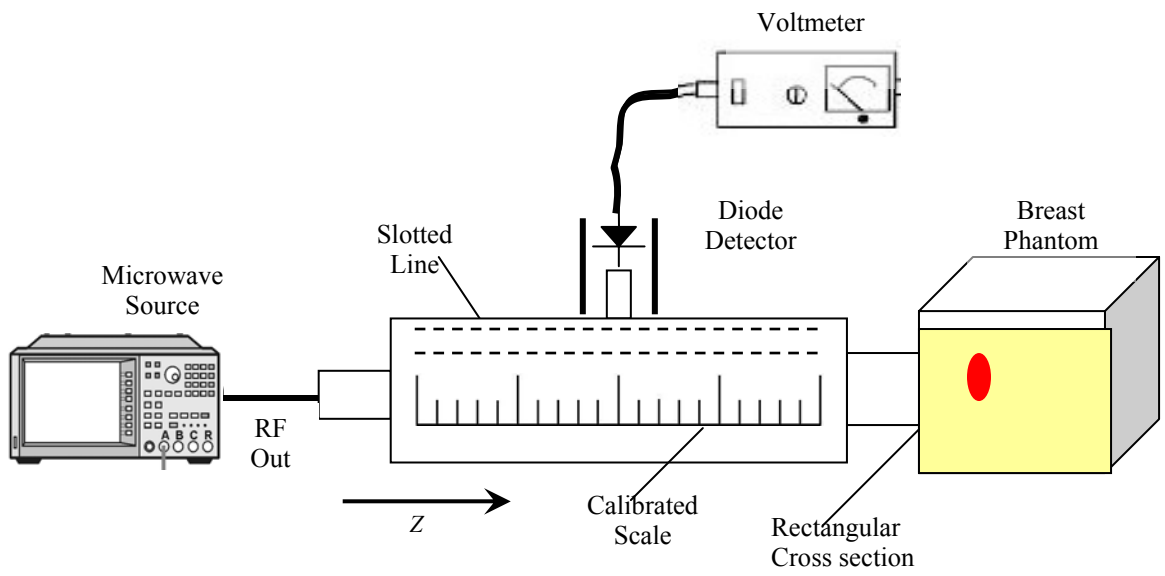 Voltmeter
Diode
Detector
Breast
Phantom
Slotted
Line
Microwave
Source
A B C R
RF
Out
Z
Calibrated
Scale
Rectangular
Cross section